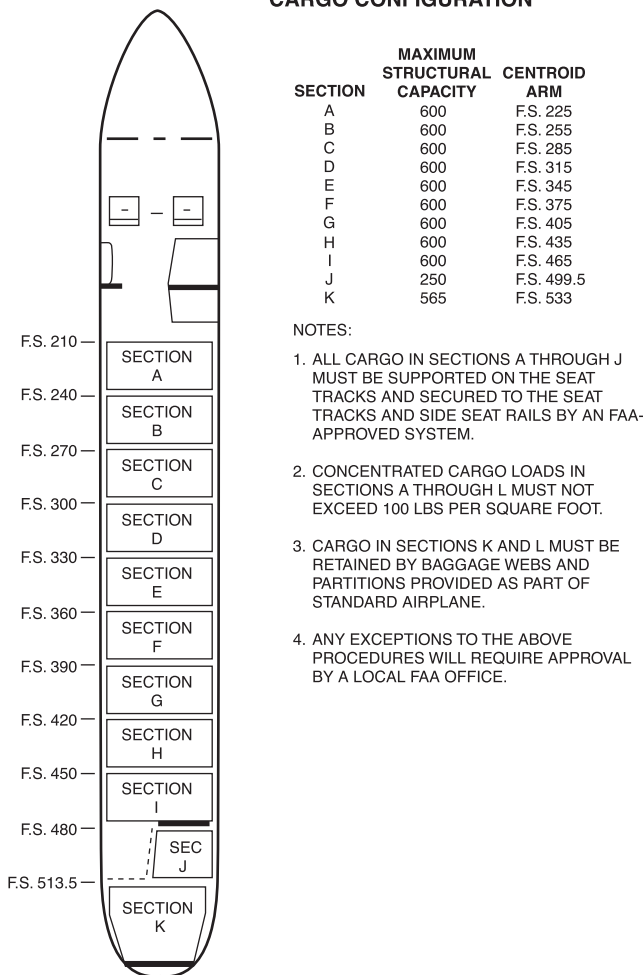 CARGO CONFIGURATION
MAXIMUM
STRUCTURAL CENTROID
SECTION CAPACITY ARM
A 600 F.S. 225
B 600 F.S. 255
C 600 F.S. 285
D 600 F.S. 315
E 600 F.S. 345
F 600 F.S. 375
G 600 F.S. 405
H 600 F.S. 435
I 600 F.S. 465
J 250 F.S. 499.5
K 565 F.S. 533
NOTES:
1. ALL CARGO IN SECTIONS A THROUGH J
MUST BE SUPPORTED ON THE SEAT
TRACKS AND SECURED TO THE SEAT
TRACKS AND SIDE SEAT RAILS BY AN FAA-
APPROVED SYSTEM.
2. CONCENTRATED CARGO LOADS IN
SECTIONS A THROUGH L MUST NOT
EXCEED 100 LBS PER SQUARE FOOT.
3. CARGO IN SECTIONS K AND L MUST BE
RETAINED BY BAGGAGE WEBS AND
PARTITIONS PROVIDED AS PART OF
STANDARD AIRPLANE.
4. ANY EXCEPTIONS TO THE ABOVE
PROCEDURES WILL REQUIRE APPROVAL
BY A LOCAL FAA OFFICE.
F.S. 210
SECTION
A
F.S. 240
SECTION
B
F.S. 270
SECTION
C
F.S. 300
SECTION
D
F.S. 330
SECTION
E
F.S. 360
SECTION
F
F.S. 390
SECTION
G
F.S. 420
SECTION
H
F.S. 450
SECTION
I
F.S. 480
SEC
J
F.S. 513.5
SECTION
K